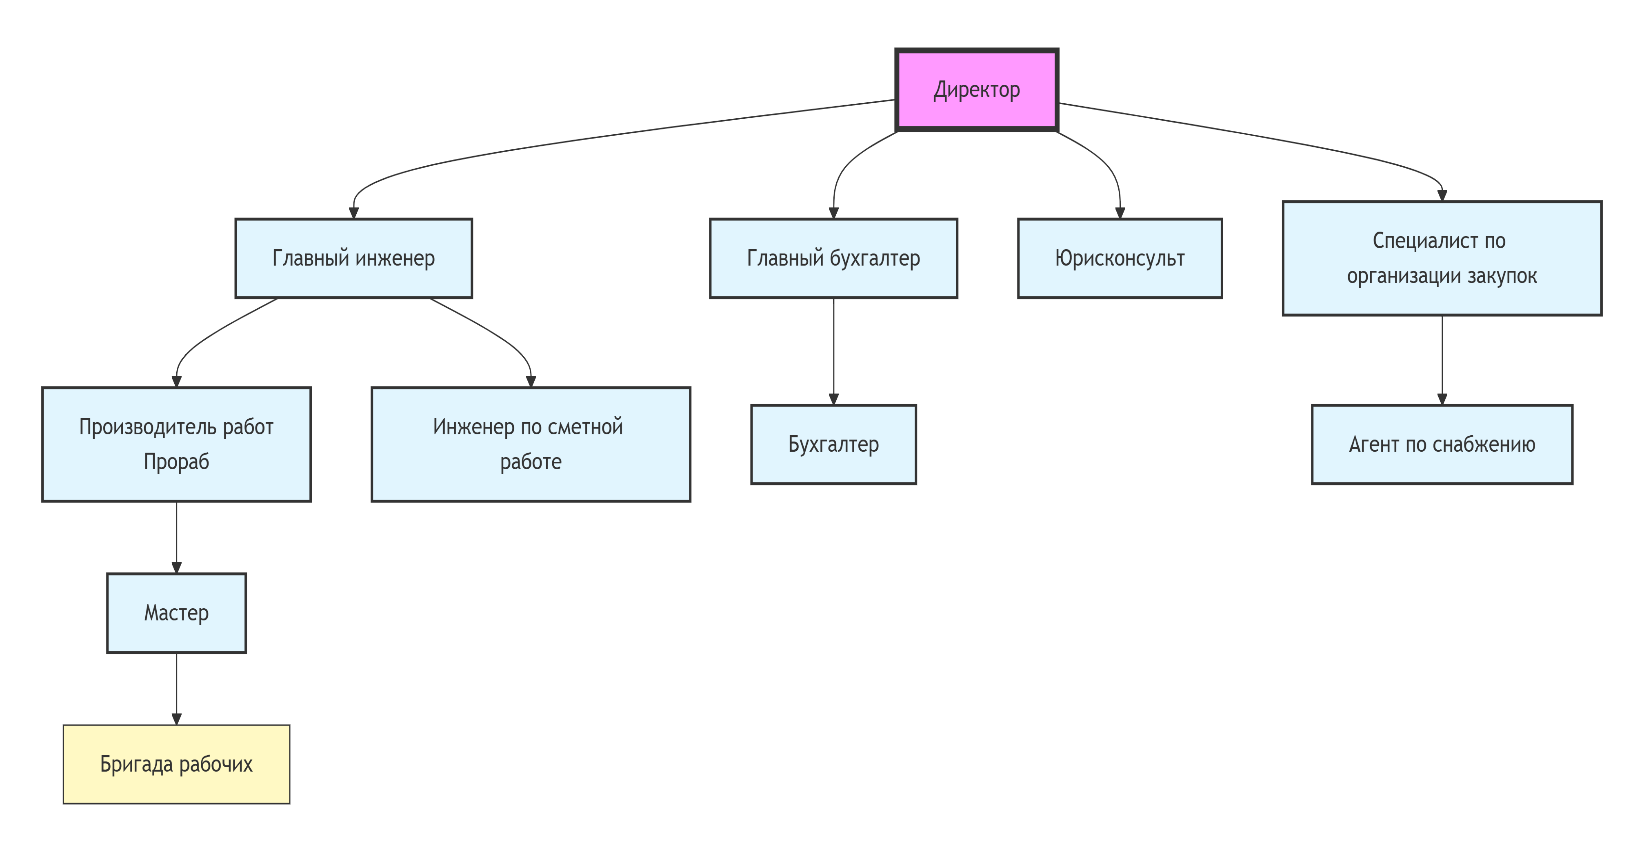 Директор
Главный инженер
Главный бухгалтер
Юрисконсульт
Специалист по
организации закупок
Производитель работ
Прораб
Инженер по сметной
работе
Бухгалтер
Агент по снабжению
Мастер
Бригада рабочих